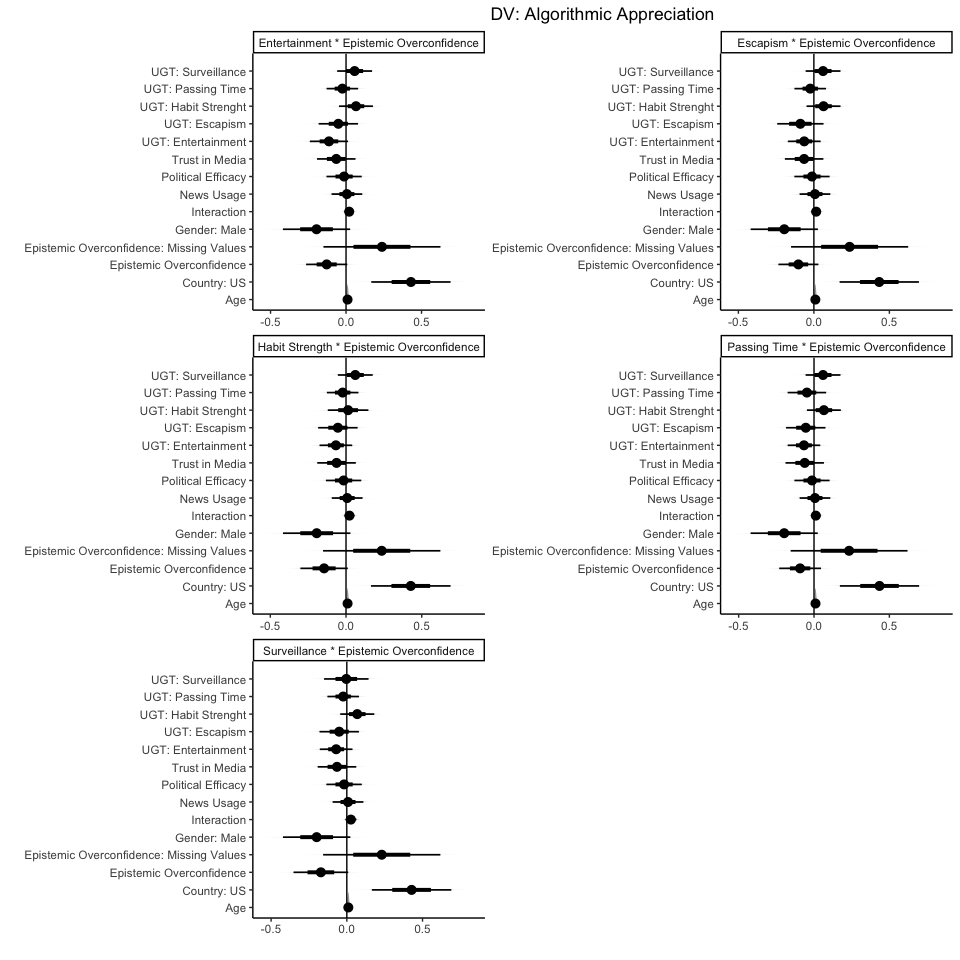 DV: Algorithmic Appreciation
Entertainment * Epistemic Overconfidence
UGT: Surveillance
UGT: Passing Time
UGT: Habit Strenght
UGT: Escapism
UGT: Entertainment
Trust in Media
Political Efficacy
News Usage
Interaction
Gender: Male
Epistemic Overconfidence: Missing Values
Epistemic Overconfidence
Country: US
Age
-0.5 0.0 0.5
Escapism * Epistemic Overconfidence
UGT: Surveillance
UGT: Passing Time
UGT: Habit Strenght
UGT: Escapism
UGT: Entertainment
Trust in Media
Political Efficacy
News Usage
Interaction
Gender: Male
Epistemic Overconfidence: Missing Values
Epistemic Overconfidence
Country: US
Age
-0.5 0.0 0.5
Habit Strength * Epistemic Overconfidence
UGT: Surveillance
UGT: Passing Time
UGT: Habit Strenght
UGT: Escapism
UGT: Entertainment
Trust in Media
Political Efficacy
News Usage
Interaction
Gender: Male
Epistemic Overconfidence: Missing Values
Epistemic Overconfidence
Country: US
Age
-0.5 0.0 0.5
Passing Time * Epistemic Overconfidence
UGT: Surveillance
UGT: Passing Time
UGT: Habit Strenght
UGT: Escapism
UGT: Entertainment
Trust in Media
Political Efficacy
News Usage
Interaction
Gender: Male
Epistemic Overconfidence: Missing Values
Epistemic Overconfidence
Country: US
Age
-0.5 0.0 0.5
Surveillance * Epistemic Overconfidence
UGT: Surveillance
UGT: Passing Time
UGT: Habit Strenght
UGT: Escapism
UGT: Entertainment
Trust in Media
Political Efficacy
News Usage
Interaction
Gender: Male
Epistemic Overconfidence: Missing Values
Epistemic Overconfidence
Country: US
Age
-0.5 0.0 0.5